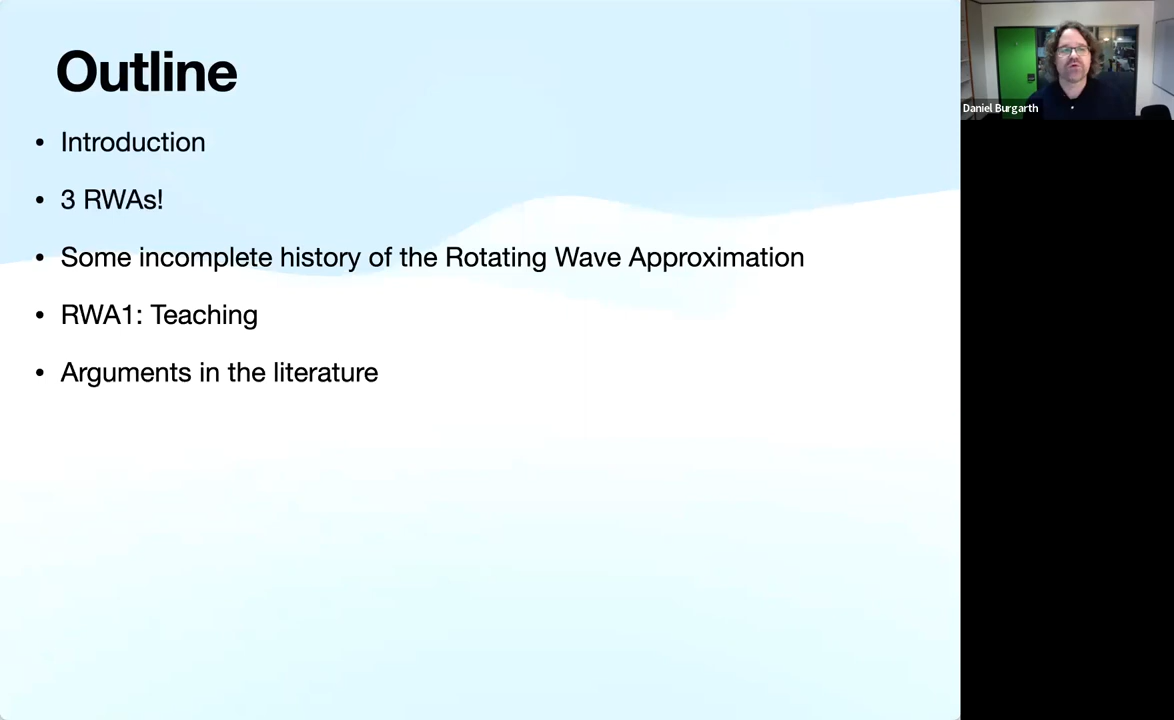 Outline
• Introduction
• 3 RWAs!
• Some incomplete history of the Rotating Wave Approximation
• RWA1: Teaching
• Arguments in the literature
Daniel Burgarth